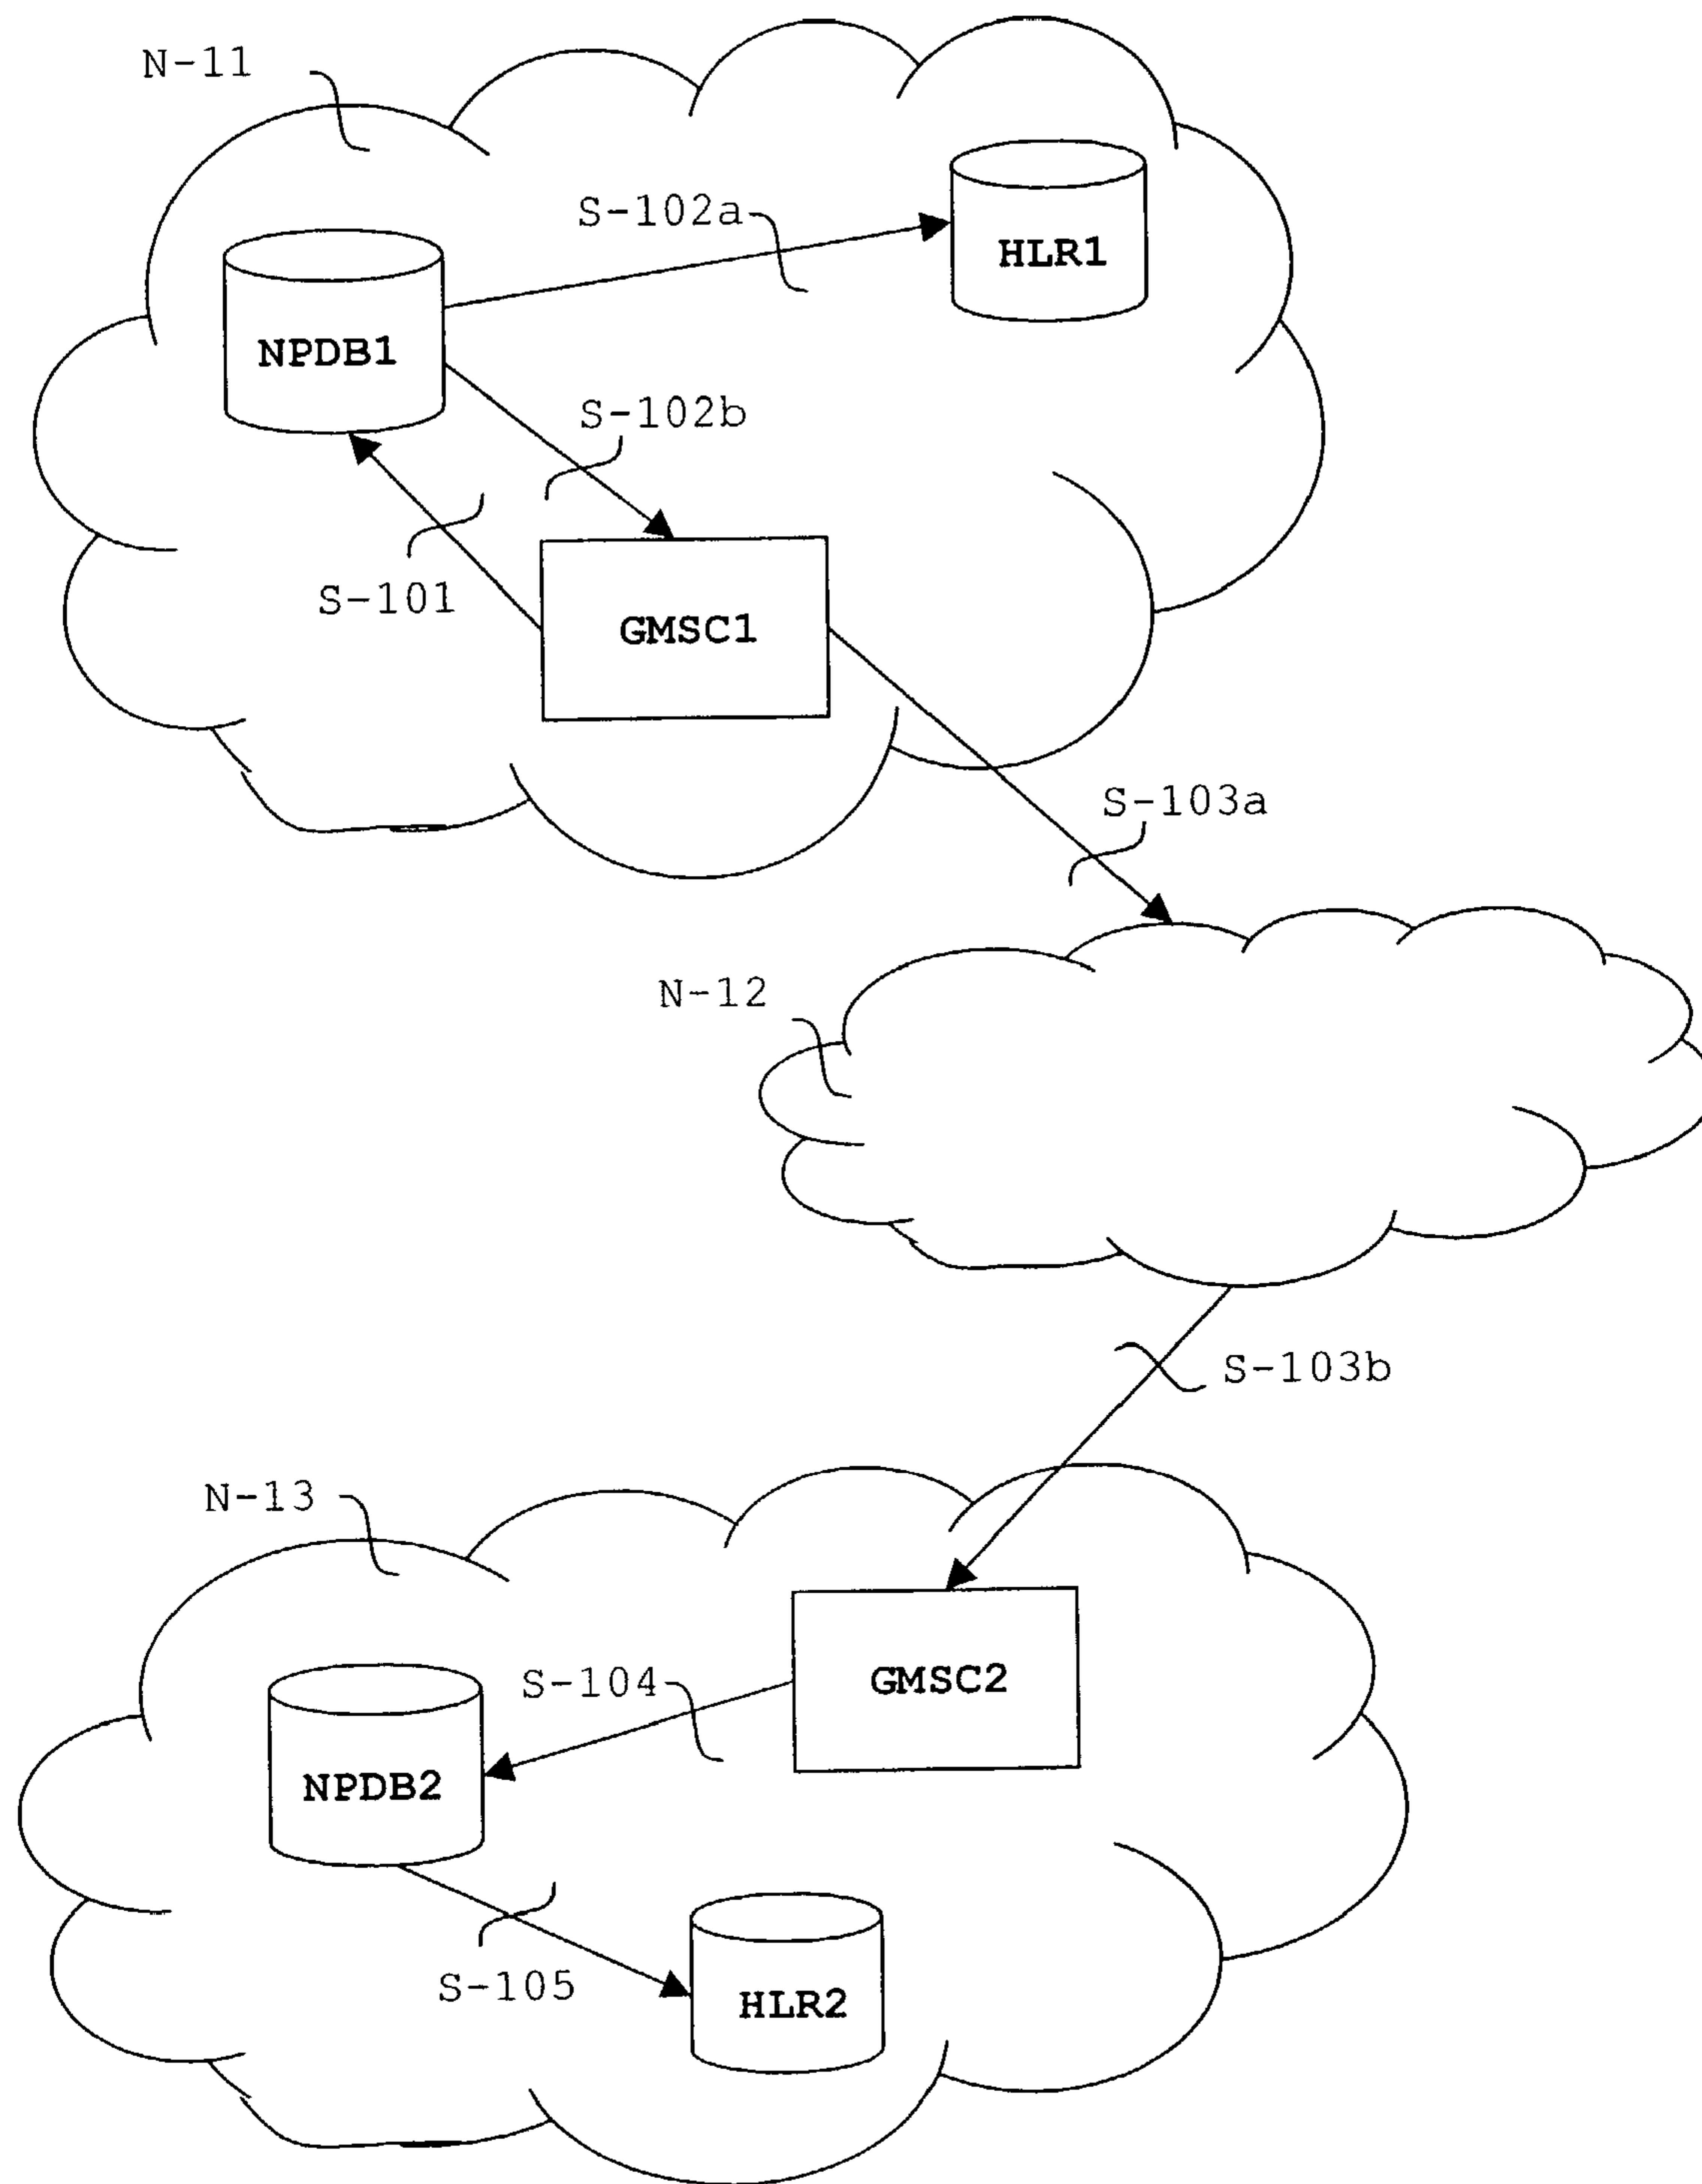 N-11
S-102a
HLR1
NPDB1
S-102b
S-101
GMSC1
S-103a
N-12
S-103b
N-13
S-104
GMSC2
NPDB2
S-105
HLR2